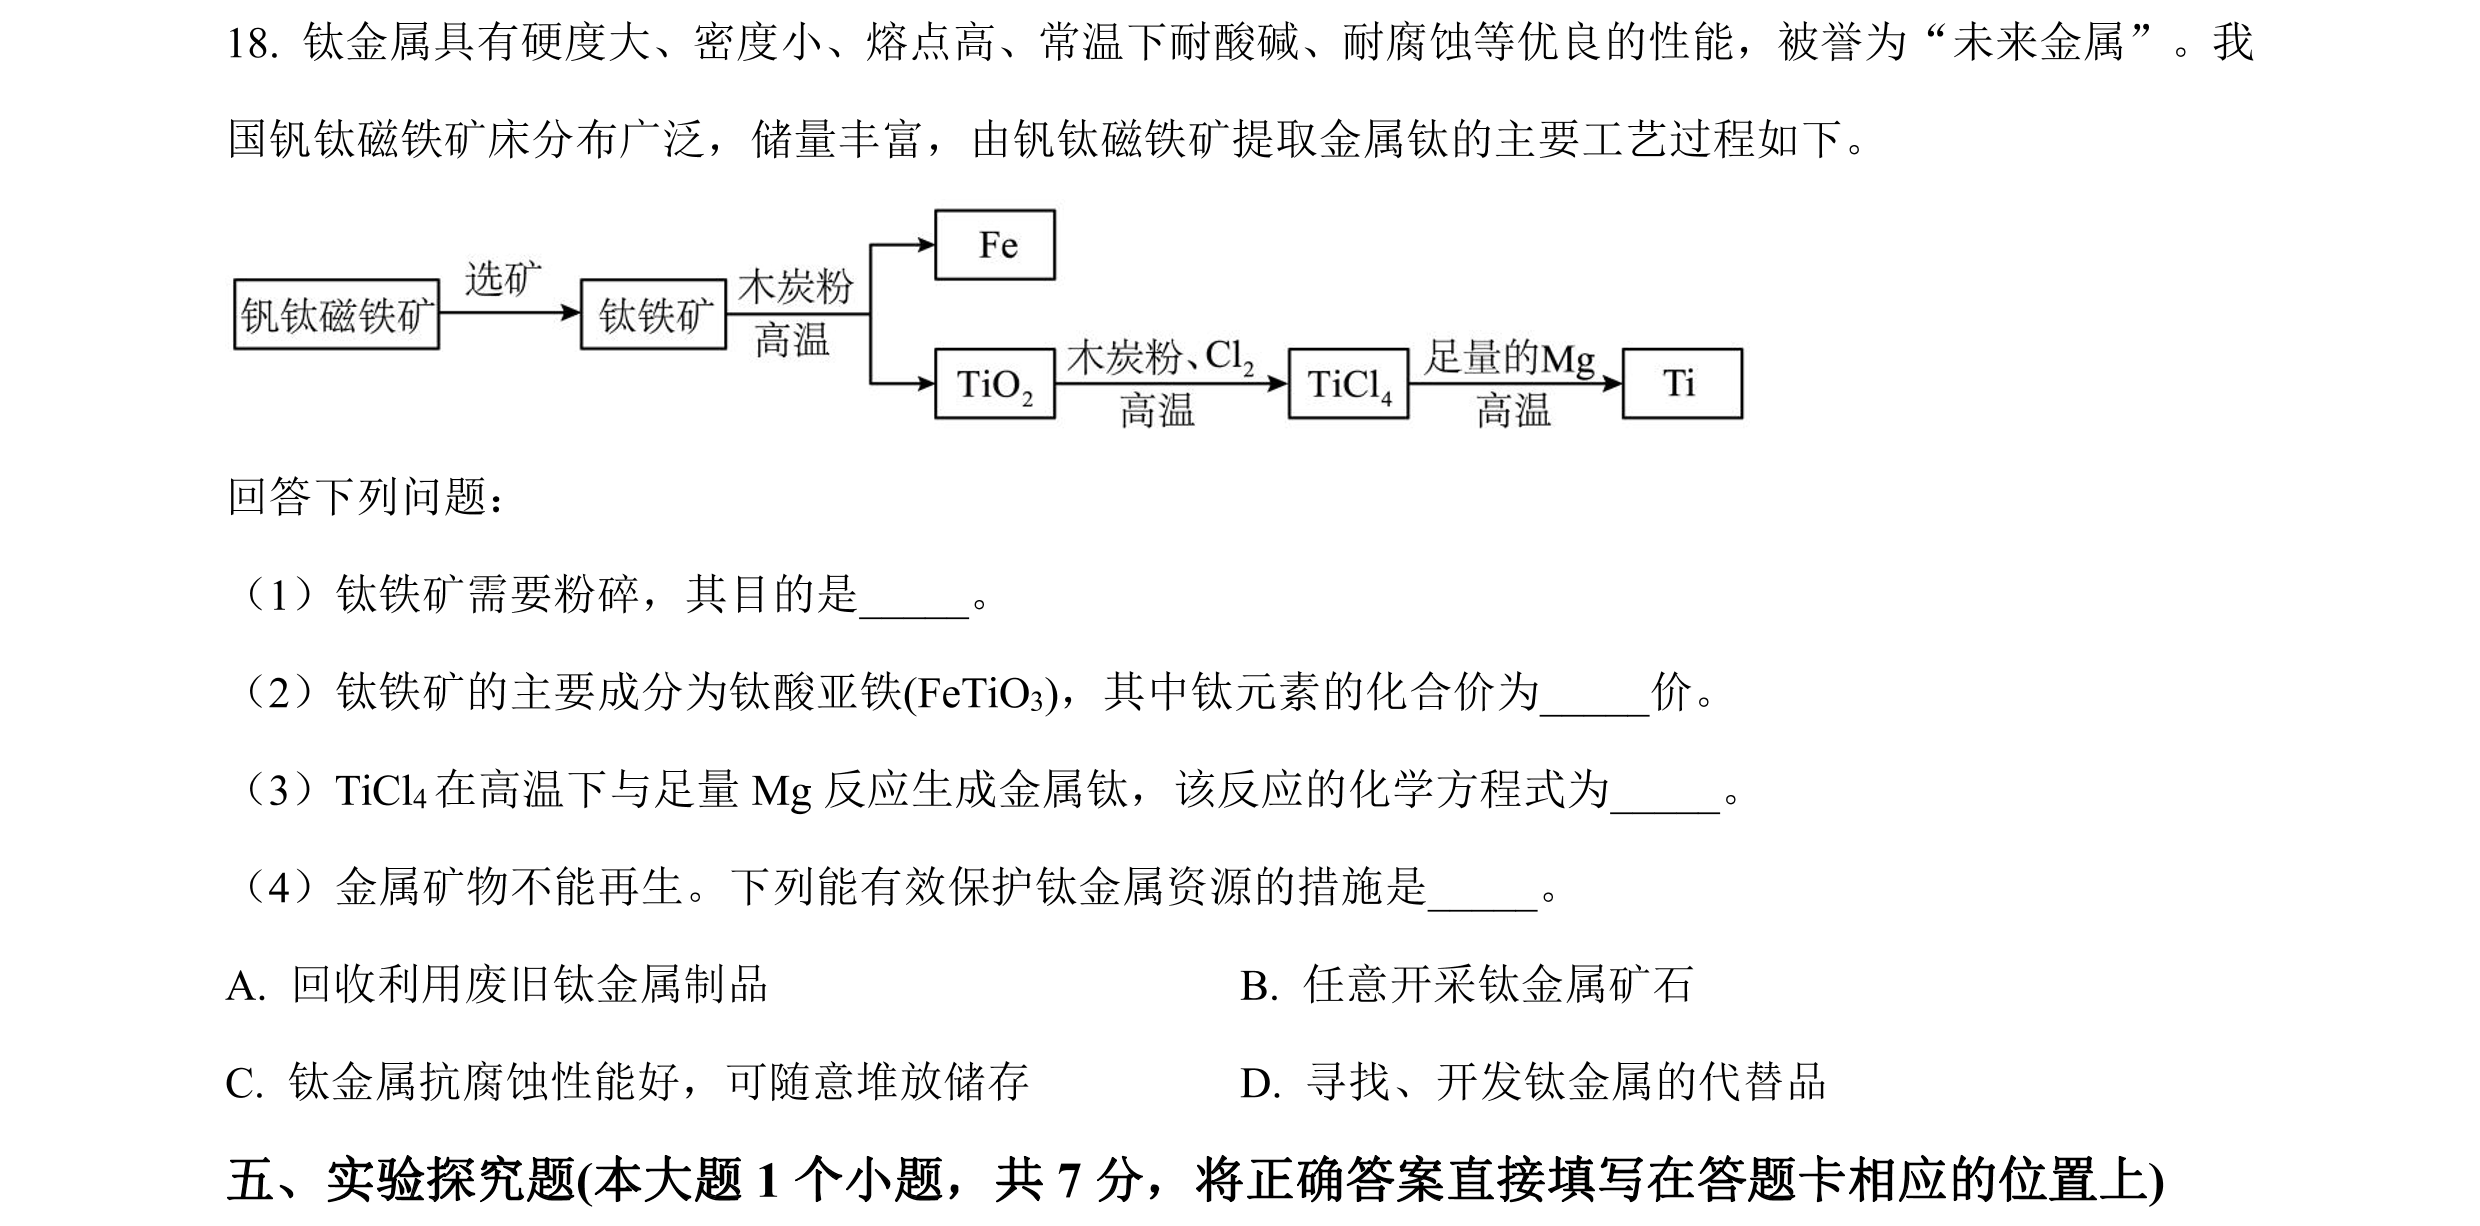 18. 钛金属具有硬度大、密度小、熔点高、常温下耐酸碱、耐腐蚀等优良的性能，被誉为“未来金属”。我
国钒钛磁铁矿床分布广泛，储量丰富，由钒钛磁铁矿提取金属钛的主要工艺过程如下。
钒钛磁铁矿
选矿
钛铁矿
木炭粉
高温
Fe
TiO₂
木炭粉、Cl₂
高温
TiCl₄
足量的Mg
高温
Ti
回答下列问题：
（1）钛铁矿需要粉碎，其目的是_____。
（2）钛铁矿的主要成分为钛酸亚铁(FeTiO₃)，其中钛元素的化合价为_____价。
（3）TiCl₄在高温下与足量 Mg 反应生成金属钛，该反应的化学方程式为_____。
（4）金属矿物不能再生。下列能有效保护钛金属资源的措施是_____。
A. 回收利用废旧钛金属制品 B. 任意开采钛金属矿石
C. 钛金属抗腐蚀性能好，可随意堆放储存 D. 寻找、开发钛金属的代替品
五、实验探究题(本大题 1 个小题，共 7 分，将正确答案直接填写在答题卡相应的位置上)